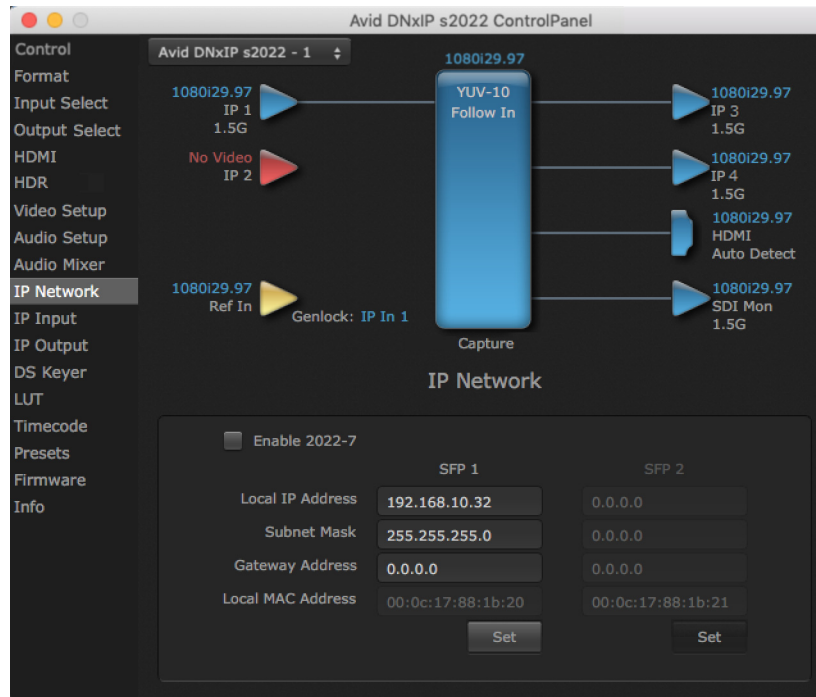 Avid DNxIP s2022 ControlPanel
Control
Format
Input Select
Output Select
HDMI
HDR
Video Setup
Audio Setup
Audio Mixer
IP Network
IP Input
IP Output
DS Keyer
LUT
Timecode
Presets
Firmware
Info
Avid DNxIP s2022 - 1
1080i29.97
1080i29.97
IP 1
1.5G
No Video
IP 2
1080i29.97
Ref In
Genlock: IP In 1
YUV-10
Follow In
Capture
1080i29.97
IP 3
1.5G
1080i29.97
IP 4
1.5G
1080i29.97
HDMI
Auto Detect
1080i29.97
SDI Mon
1.5G
IP Network
Enable 2022-7
SFP 1 SFP 2
Local IP Address 192.168.10.32 0.0.0.0
Subnet Mask 255.255.255.0 0.0.0.0
Gateway Address 0.0.0.0 0.0.0.0
Local MAC Address 00:0c:17:88:1b:20 00:0c:17:88:1b:21
Set Set